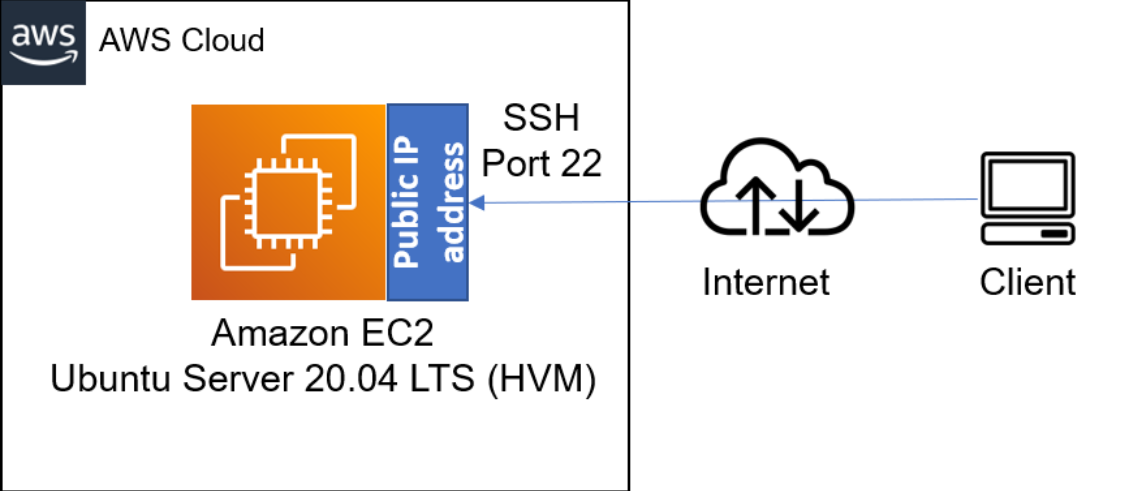 aws
AWS Cloud
SSH
Port 22
Public IP
address
Internet
Client
Amazon EC2
Ubuntu Server 20.04 LTS (HVM)